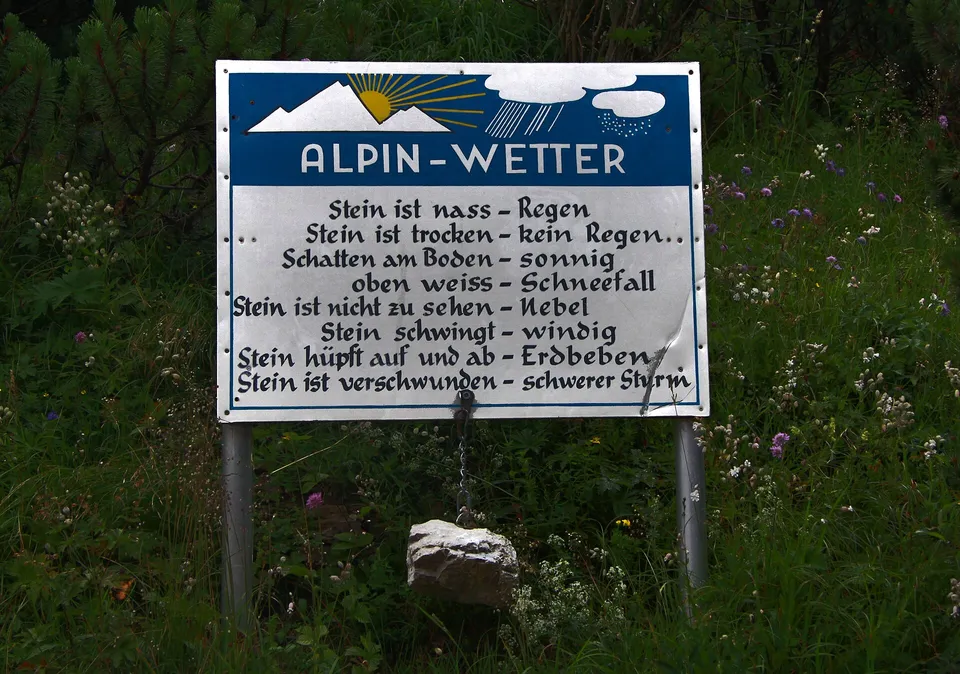 ALPIN-WETTER
Stein ist nass - Regen
Stein ist trocken - kein Regen
Schatten am Boden - sonnig
oben weiss - Schneefall
Stein ist nicht zu sehen - Nebel
Stein schwingt - windig
Stein hüpft auf und ab - Erdbeben
Stein ist verschwunden - schwerer Sturm